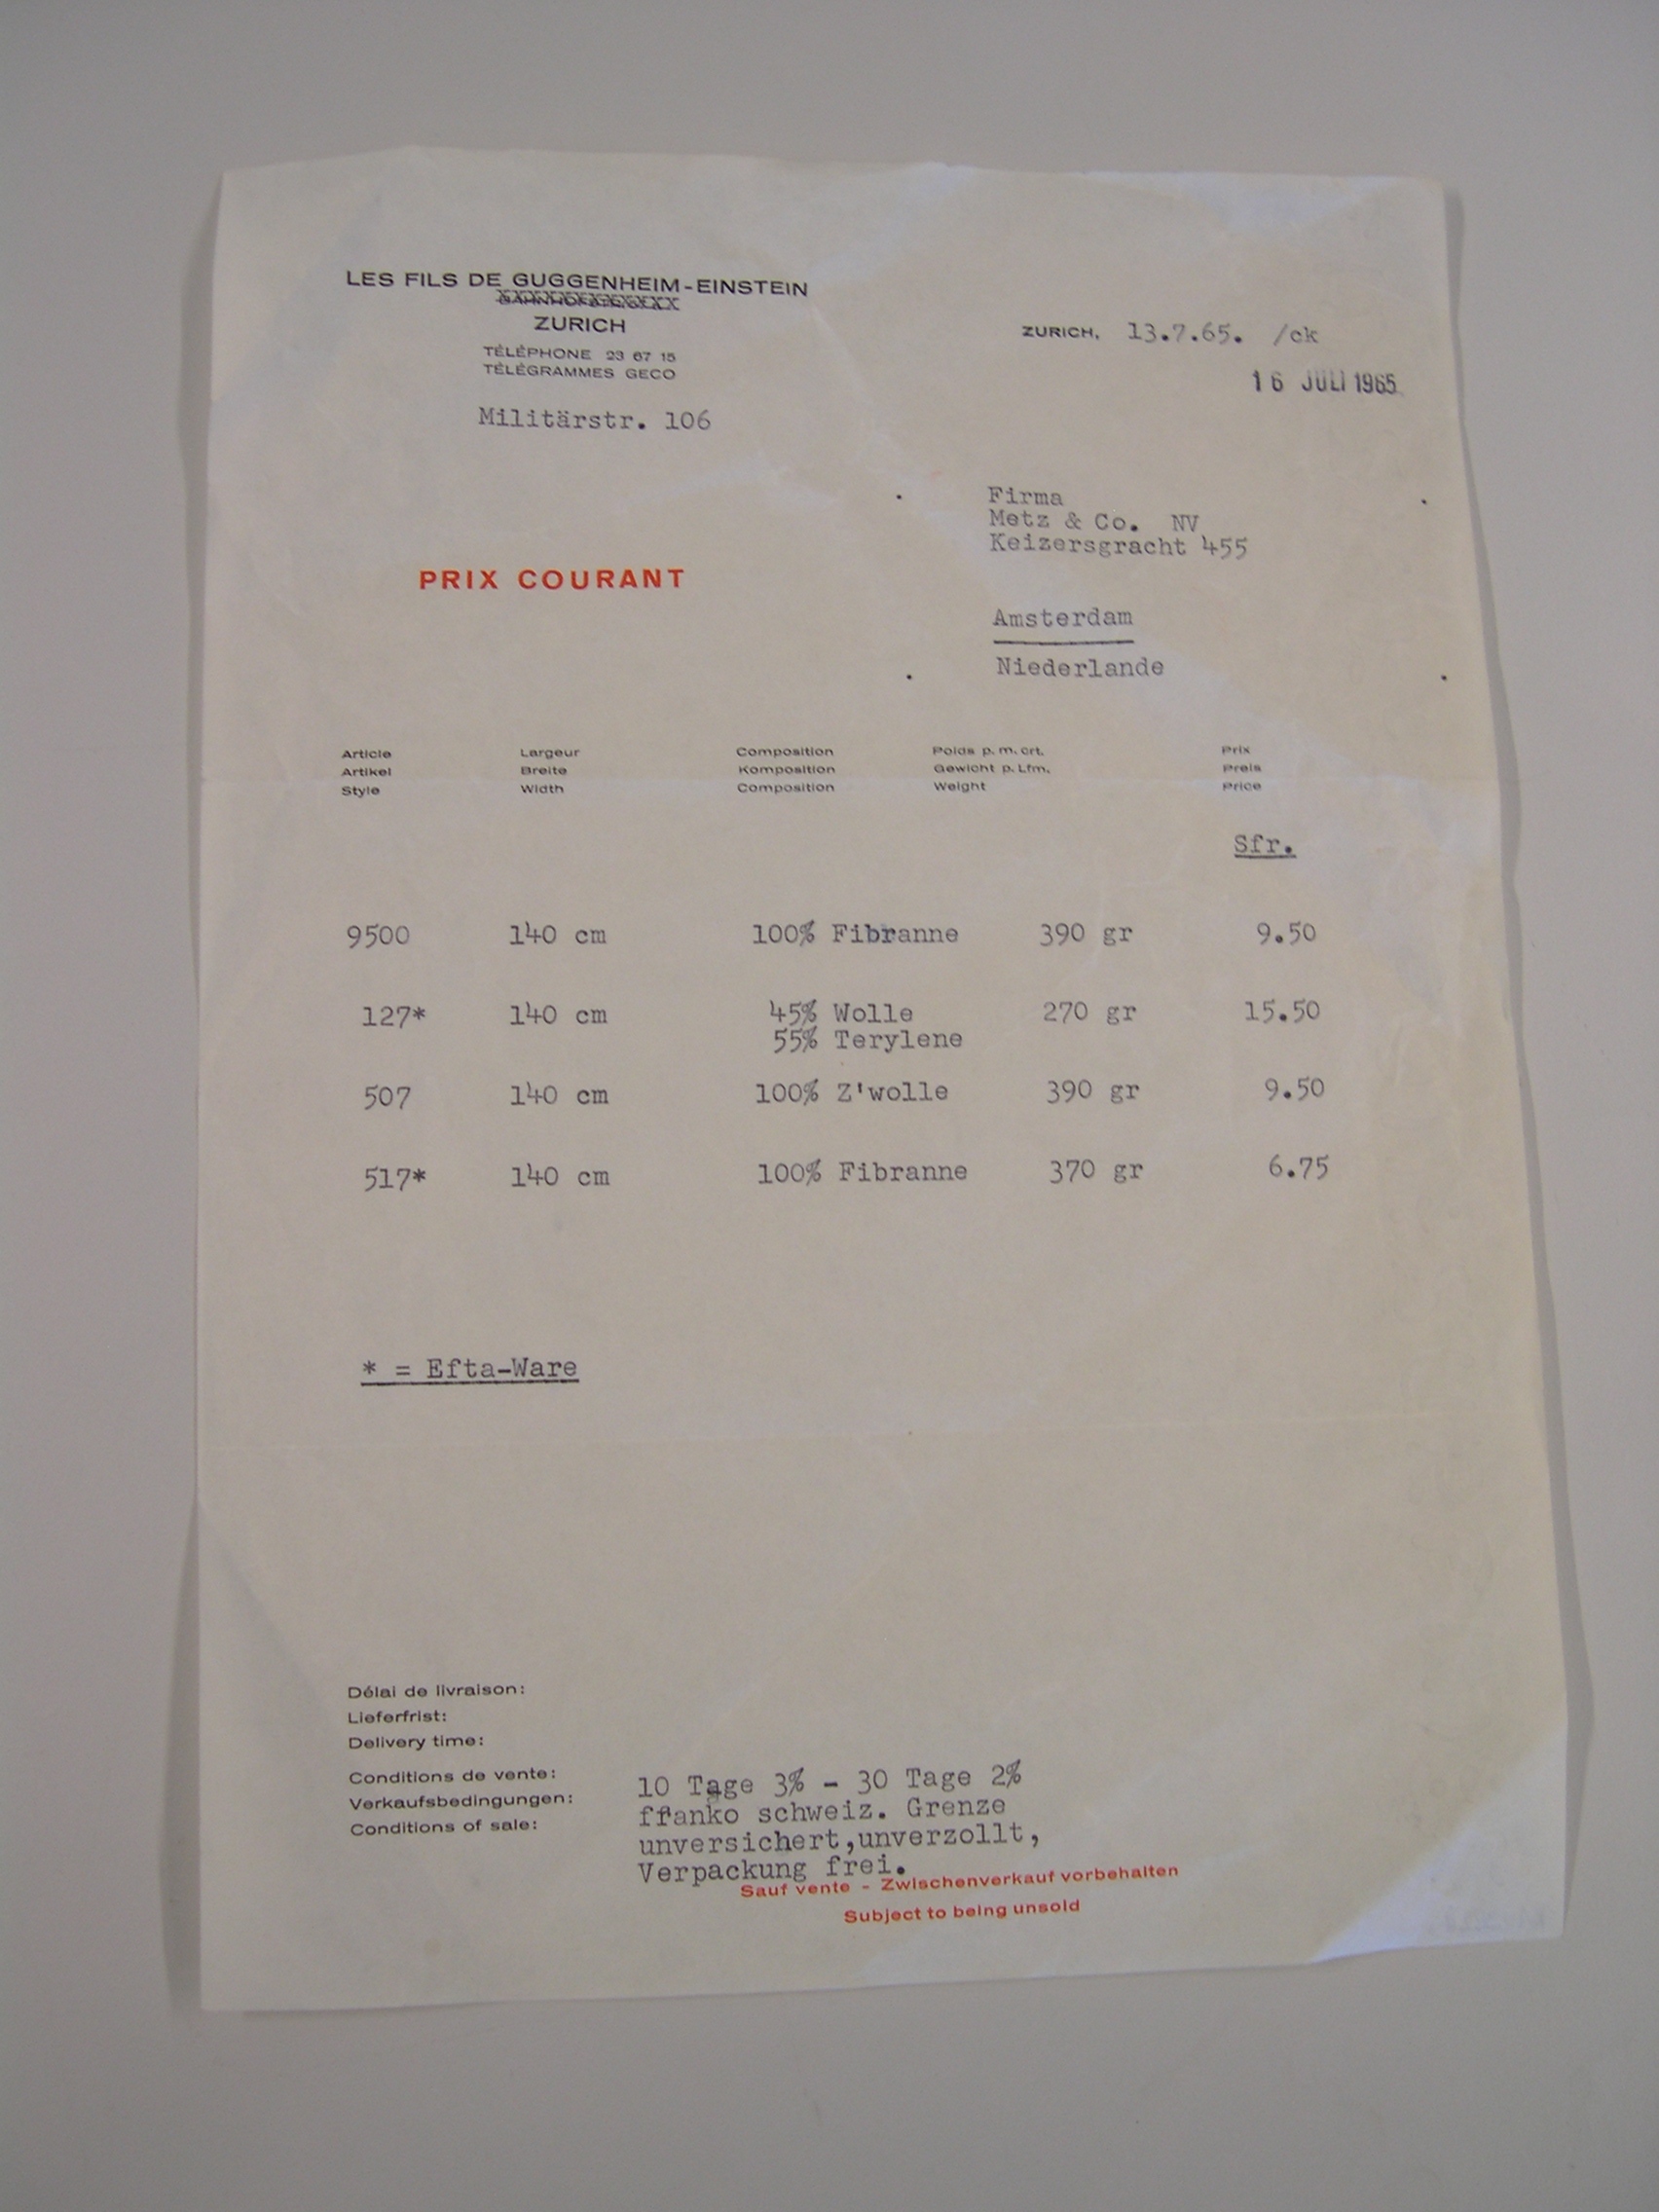 LES FILS DE GUGGENHEIM-EINSTEIN
ZURICH
TÉLÉPHONE 23 67 15
TÉLÉGRAMMES GECO
Militärstr. 106
ZURICH, 13.7.65. /ck
16 JULI 1965
Firma
Metz & Co. NV
Keizersgracht 455
Amsterdam
Niederlande
PRIX COURANT
Article Largeur Composition Poids p. m. crt. Prix
Artikel Breite Komposition Gewicht p. Lfm. Preis
Style Width Composition Weight Price
Sfr.
9500 140 cm 100% Fibranne 390 gr 9.50
127* 140 cm 45% Wolle 270 gr 15.50
55% Terylene
507 140 cm 100% Z'wolle 390 gr 9.50
517* 140 cm 100% Fibranne 370 gr 6.75
* = Efta-Ware
Délai de livraison:
Lieferfrist:
Delivery time:
Conditions de vente: 10 Tage 3% - 30 Tage 2%
Verkaufsbedingungen: franko schweiz. Grenze
Conditions of sale: unversichert,unverzollt,
Verpackung frei.
Sauf vente - Zwischenverkauf vorbehalten
Subject to being unsold